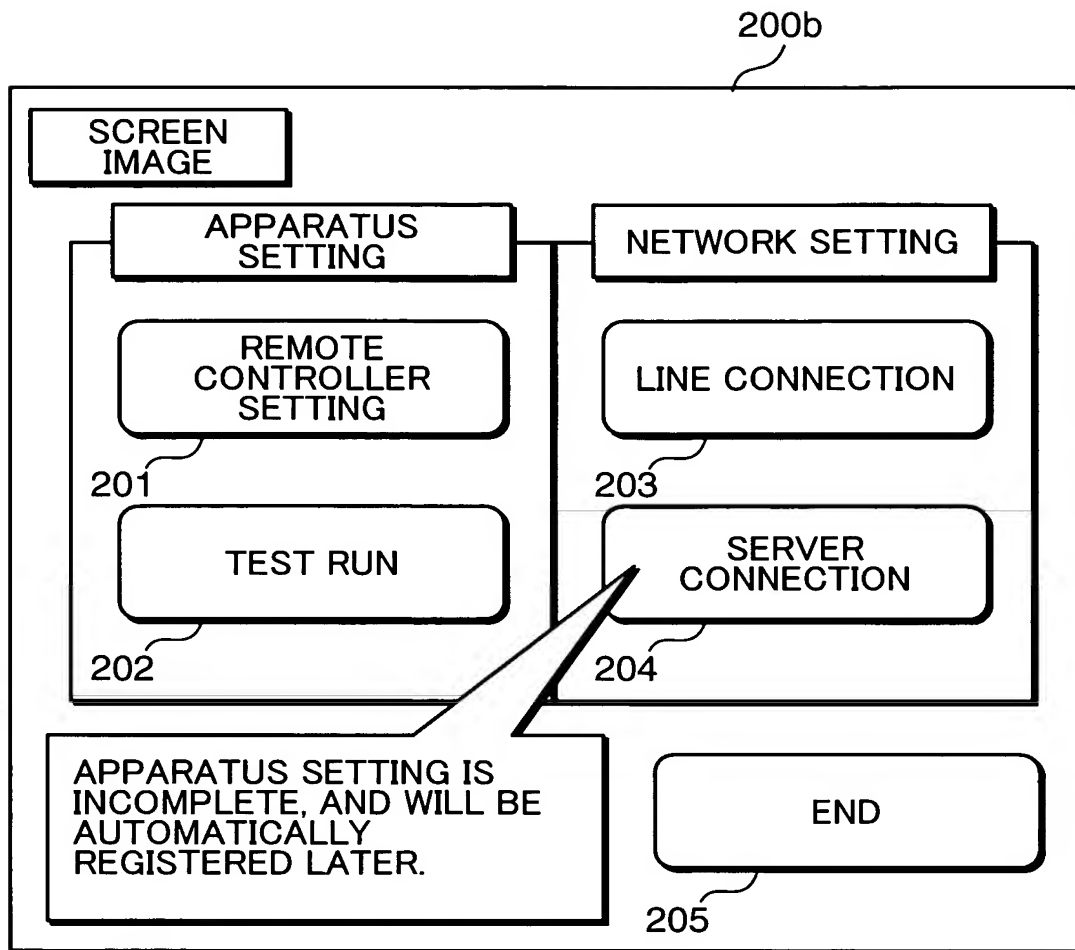 200b
SCREEN
IMAGE
APPARATUS
SETTING
NETWORK SETTING
REMOTE
CONTROLLER
SETTING
201
LINE CONNECTION
203
TEST RUN
202
SERVER
CONNECTION
204
APPARATUS SETTING IS
INCOMPLETE, AND WILL BE
AUTOMATICALLY
REGISTERED LATER.
END
205